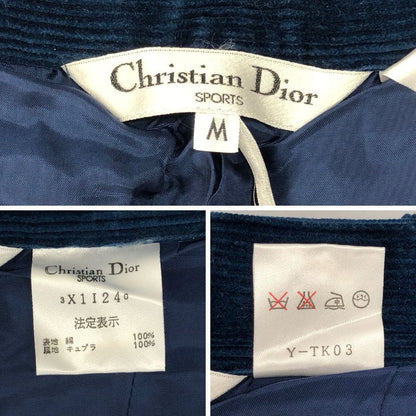 Christian Dior
SPORTS
M
Christian Dior
SPORTS
3X1I240
法定表示
表地 綿 100%
裏地 キュプラ 100%
Y-TK03